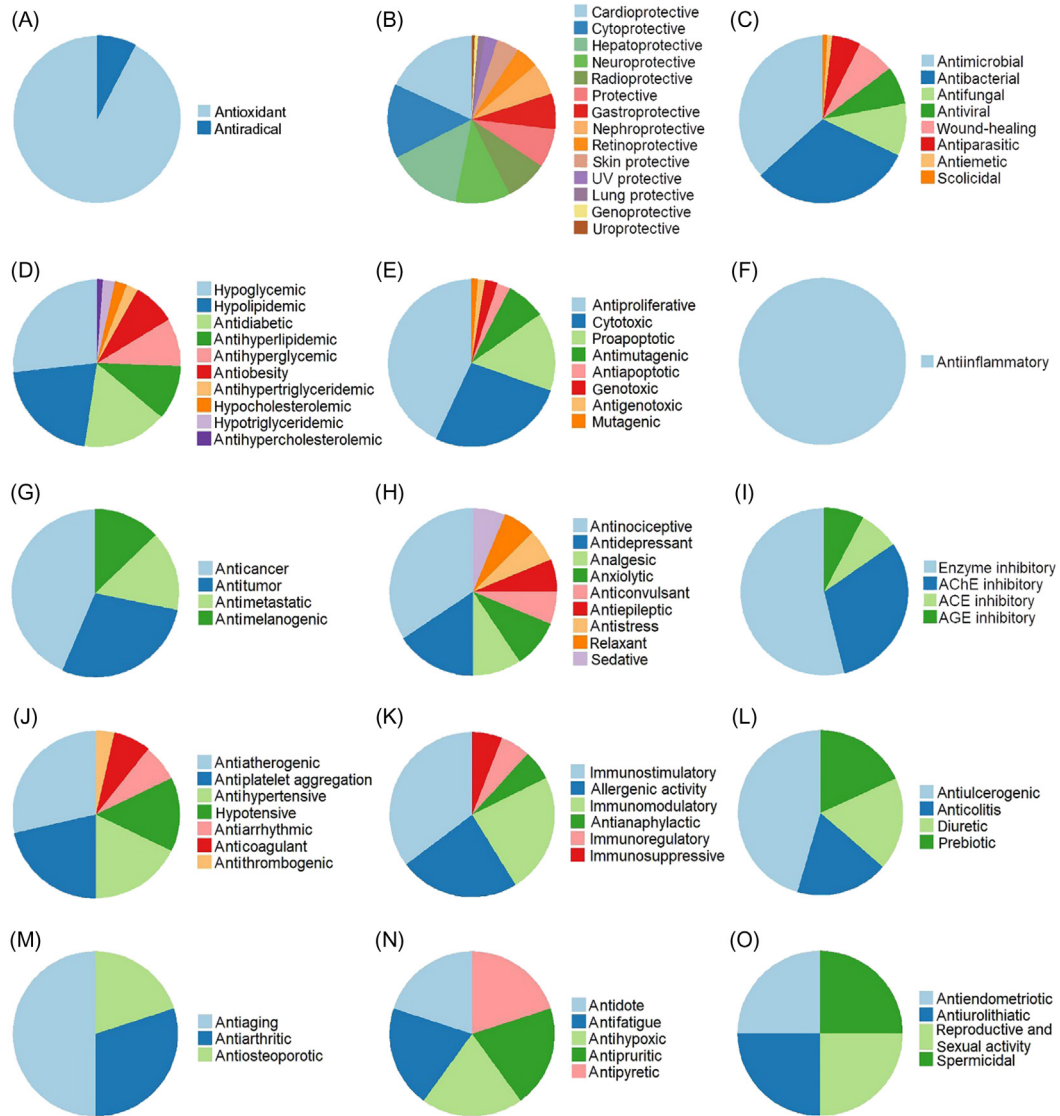 (A)
Antioxidant
Antiradical
(B)
Cardioprotective
Cytoprotective
Hepatoprotective
Neuroprotective
Radioprotective
Protective
Gastroprotective
Nephroprotective
Retinoprotective
Skin protective
UV protective
Lung protective
Genoprotective
Uroprotective
(C)
Antimicrobial
Antibacterial
Antifungal
Antiviral
Wound-healing
Antiparasitic
Antiemetic
Scolicidal
(D)
Hypoglycemic
Hypolipidemic
Antidiabetic
Antihyperlipidemic
Antihyperglycemic
Antiobesity
Antihypertriglyceridemic
Hypocholesterolemic
Hypotriglyceridemic
Antihypercholesterolemic
(E)
Antiproliferative
Cytotoxic
Proapoptotic
Antimutagenic
Antiapoptotic
Genotoxic
Antigenotoxic
Mutagenic
(F)
Antiinflammatory
(G)
Anticancer
Antitumor
Antimetastatic
Antimelanogenic
(H)
Antinociceptive
Antidepressant
Analgesic
Anxiolytic
Anticonvulsant
Antiepileptic
Antistress
Relaxant
Sedative
(I)
Enzyme inhibitory
AChE inhibitory
ACE inhibitory
AGE inhibitory
(J)
Antiatherogenic
Antiplatelet aggregation
Antihypertensive
Hypotensive
Antiarrhythmic
Anticoagulant
Antithrombogenic
(K)
Immunostimulatory
Allergenic activity
Immunomodulatory
Antianaphylactic
Immunoregulatory
Immunosuppressive
(L)
Antiulcerogenic
Anticolitis
Diuretic
Prebiotic
(M)
Antiaging
Antiarthritic
Antiosteoporotic
(N)
Antidote
Antifatigue
Antihypoxic
Antipruritic
Antipyretic
(O)
Antiendometriotic
Antiurolithiatic
Reproductive and
Sexual activity
Spermicidal